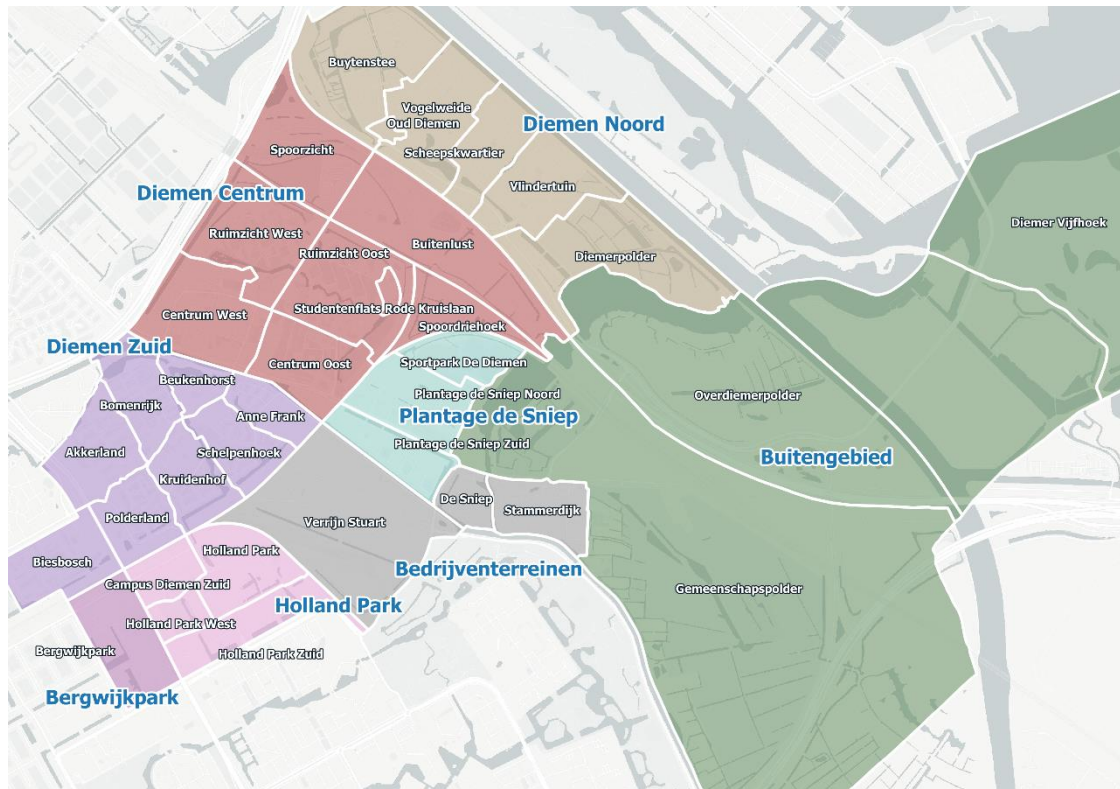 Buytenstee
Vogelweide
Oud Diemen
Diemen Noord
Spoorzicht
Scheepskwartier
Vlindertuin
Diemen Centrum
Diemer Vijfhoek
Ruimzicht West
Buitenlust
Ruimzicht Oost
Diemerpolder
Studentenflats Rode Kruislaan
Centrum West
Spoordriehoek
Diemen Zuid
Centrum Oost
Sportpark De Diemen
Beukenhorst
Plantage de Sniep Noord
Overdiemerpolder
Bomenrijk
Anne Frank
Plantage de Sniep
Plantage de Sniep Zuid
Akkerland
Schelpenhoek
Buitengebied
Kruidenhof
De Sniep
Stammerdijk
Polderland
Verrijn Stuart
Holland Park
Biesbosch
Bedrijventerreinen
Campus Diemen Zuid
Gemeenschapspolder
Holland Park
Holland Park West
Bergwijkpark
Holland Park Zuid
Bergwijkpark